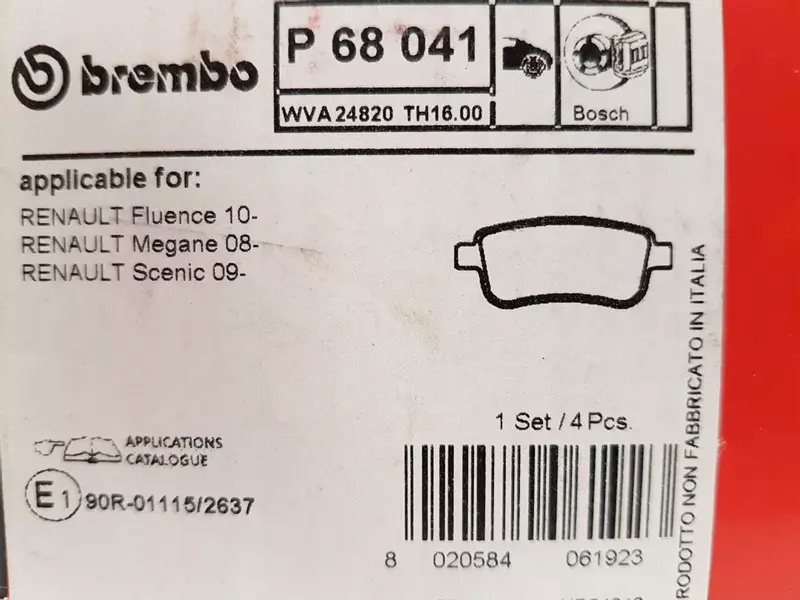 brembo
P 68 041
WVA 24820 TH16.00
Bosch
applicable for:
RENAULT Fluence 10-
RENAULT Megane 08-
RENAULT Scenic 09-
1 Set / 4 Pcs.
APPLICATIONS
CATALOGUE
E1 90R-01115/2637
8 020584 061923
RODOTTO NON FABBRICATO IN ITALIA